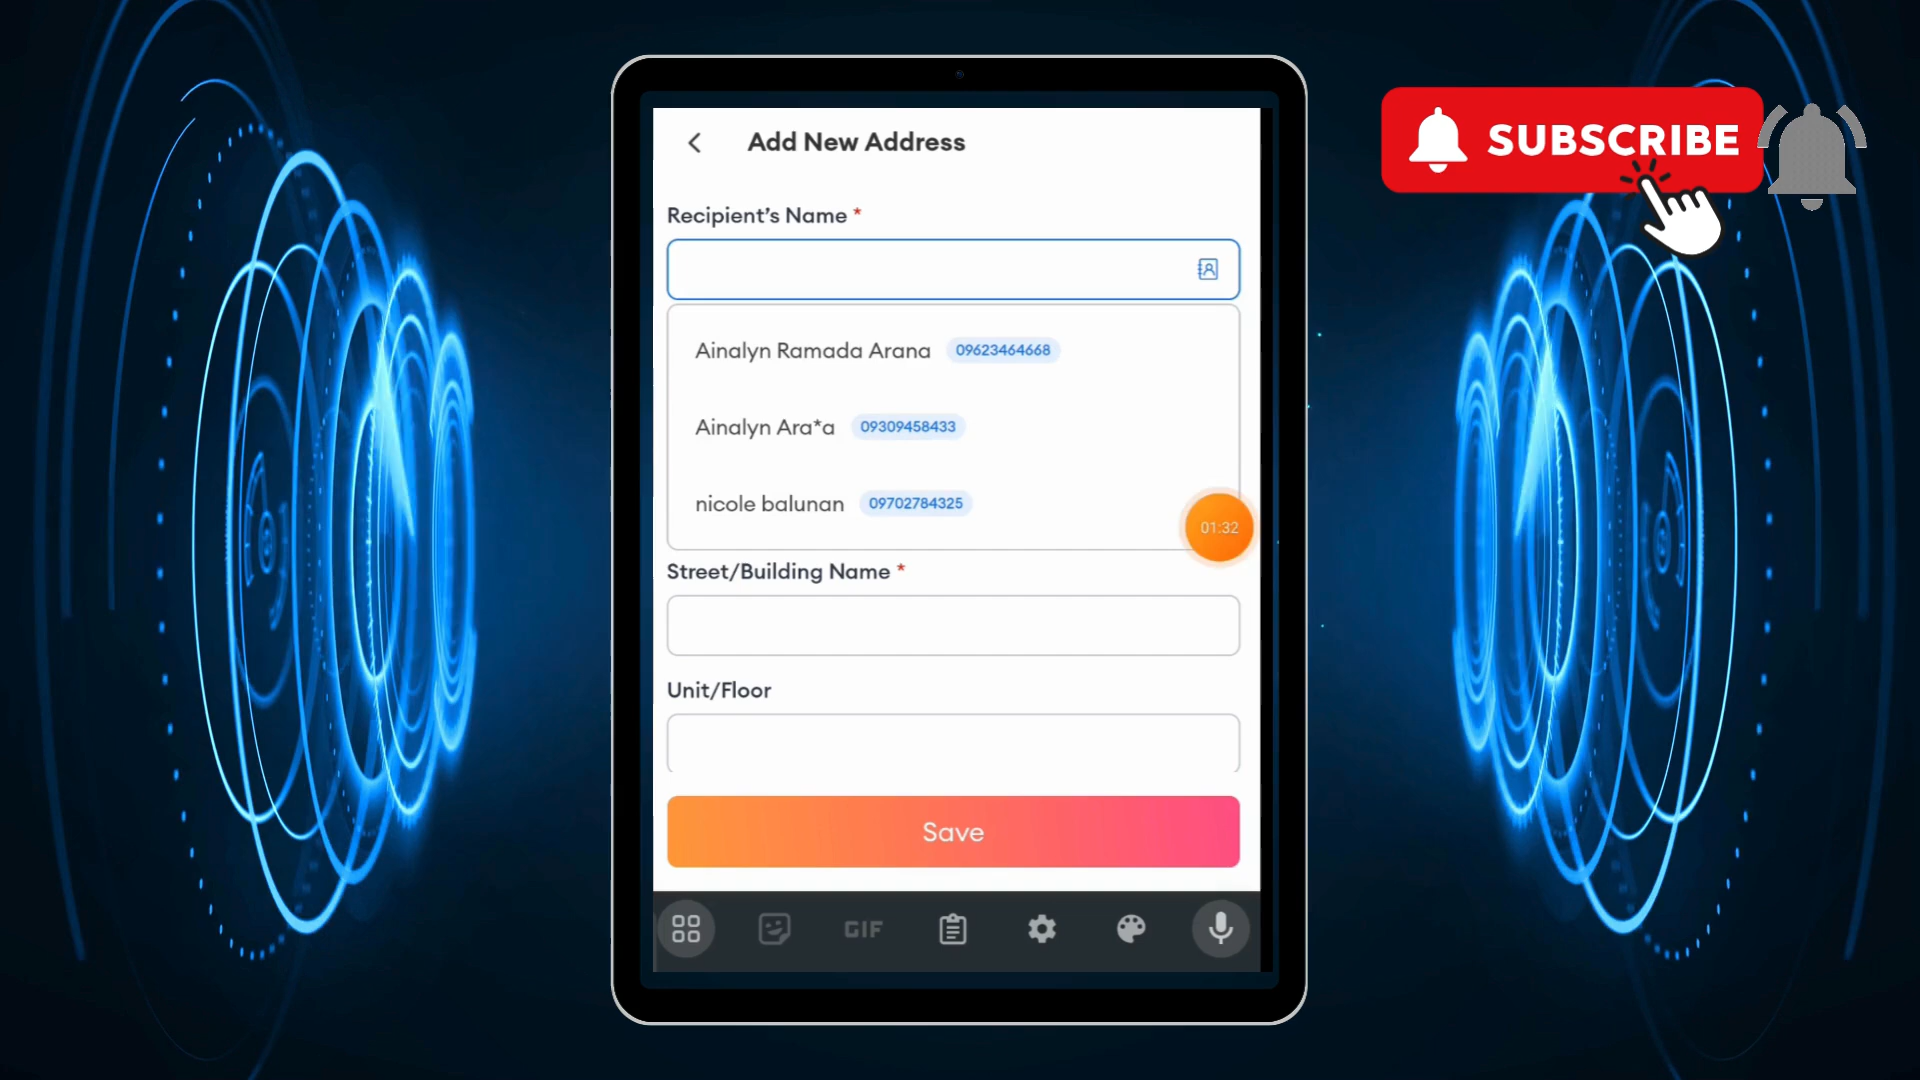 Add New Address
SUBSCRIBE
Recipient's Name *
Ainalyn Ramada Arana 09623464668
Ainalyn Ara*a 09309458433
nicole balunan 09702784325
01:32
Street/Building Name *
Unit/Floor
Save
GIF